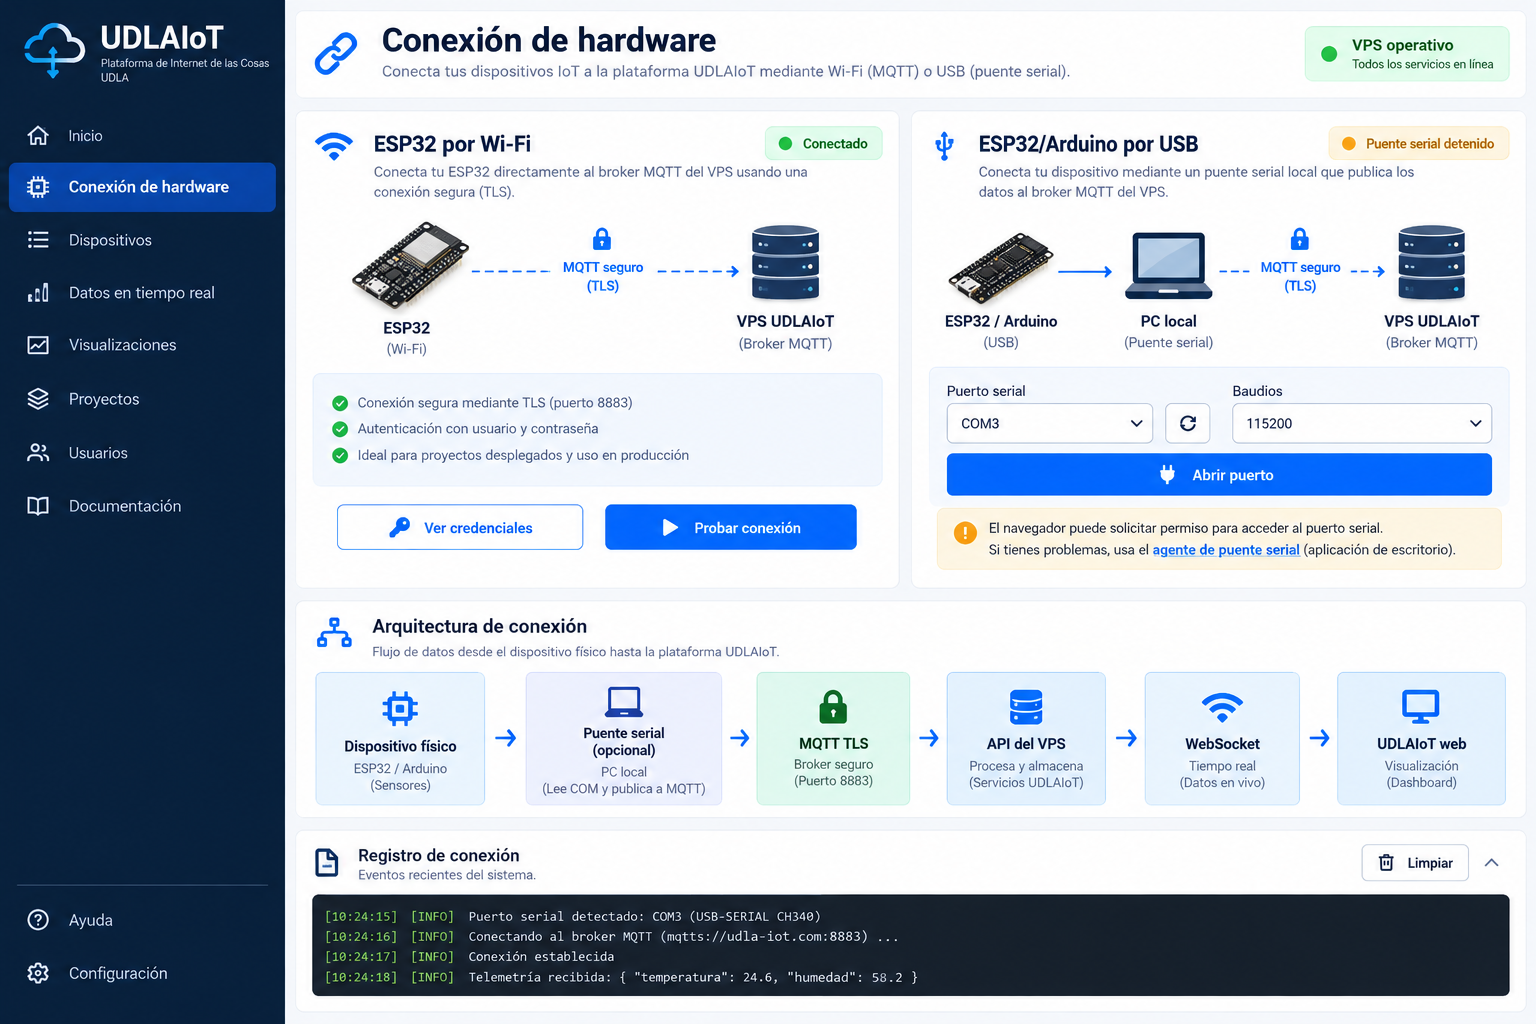 UDLAIoT
Plataforma de Internet de las Cosas
UDLA
Inicio
Conexión de hardware
Dispositivos
Datos en tiempo real
Visualizaciones
Proyectos
Usuarios
Documentación
Ayuda
Configuración
Conexión de hardware
Conecta tus dispositivos IoT a la plataforma UDLAIoT mediante Wi-Fi (MQTT) o USB (puente serial).
VPS operativo
Todos los servicios en línea
ESP32 por Wi-Fi
Conectado
Conecta tu ESP32 directamente al broker MQTT del VPS usando una
conexión segura (TLS).
MQTT seguro
(TLS)
ESP32
(Wi-Fi)
VPS UDLAIoT
(Broker MQTT)
Conexión segura mediante TLS (puerto 8883)
Autenticación con usuario y contraseña
Ideal para proyectos desplegados y uso en producción
Ver credenciales
Probar conexión
ESP32/Arduino por USB
Puente serial detenido
Conecta tu dispositivo mediante un puente serial local que publica los
datos al broker MQTT del VPS.
MQTT seguro
(TLS)
ESP32 / Arduino
(USB)
PC local
(Puente serial)
VPS UDLAIoT
(Broker MQTT)
Puerto serial
Baudios
COM3
115200
Abrir puerto
El navegador puede solicitar permiso para acceder al puerto serial.
Si tienes problemas, usa el agente de puente serial (aplicación de escritorio).
Arquitectura de conexión
Flujo de datos desde el dispositivo físico hasta la plataforma UDLAIoT.
Dispositivo físico
ESP32 / Arduino
(Sensores)
Puente serial
(opcional)
PC local
(Lee COM y publica a MQTT)
MQTT TLS
Broker seguro
(Puerto 8883)
API del VPS
Procesa y almacena
(Servicios UDLAIoT)
WebSocket
Tiempo real
(Datos en vivo)
UDLAIoT web
Visualización
(Dashboard)
Registro de conexión
Eventos recientes del sistema.
Limpiar
[10:24:15] [INFO] Puerto serial detectado: COM3 (USB-SERIAL CH340)
[10:24:16] [INFO] Conectando al broker MQTT (mqtts://udla-iot.com:8883) ...
[10:24:17] [INFO] Conexión establecida
[10:24:18] [INFO] Telemetría recibida: { "temperatura": 24.6, "humedad": 58.2 }